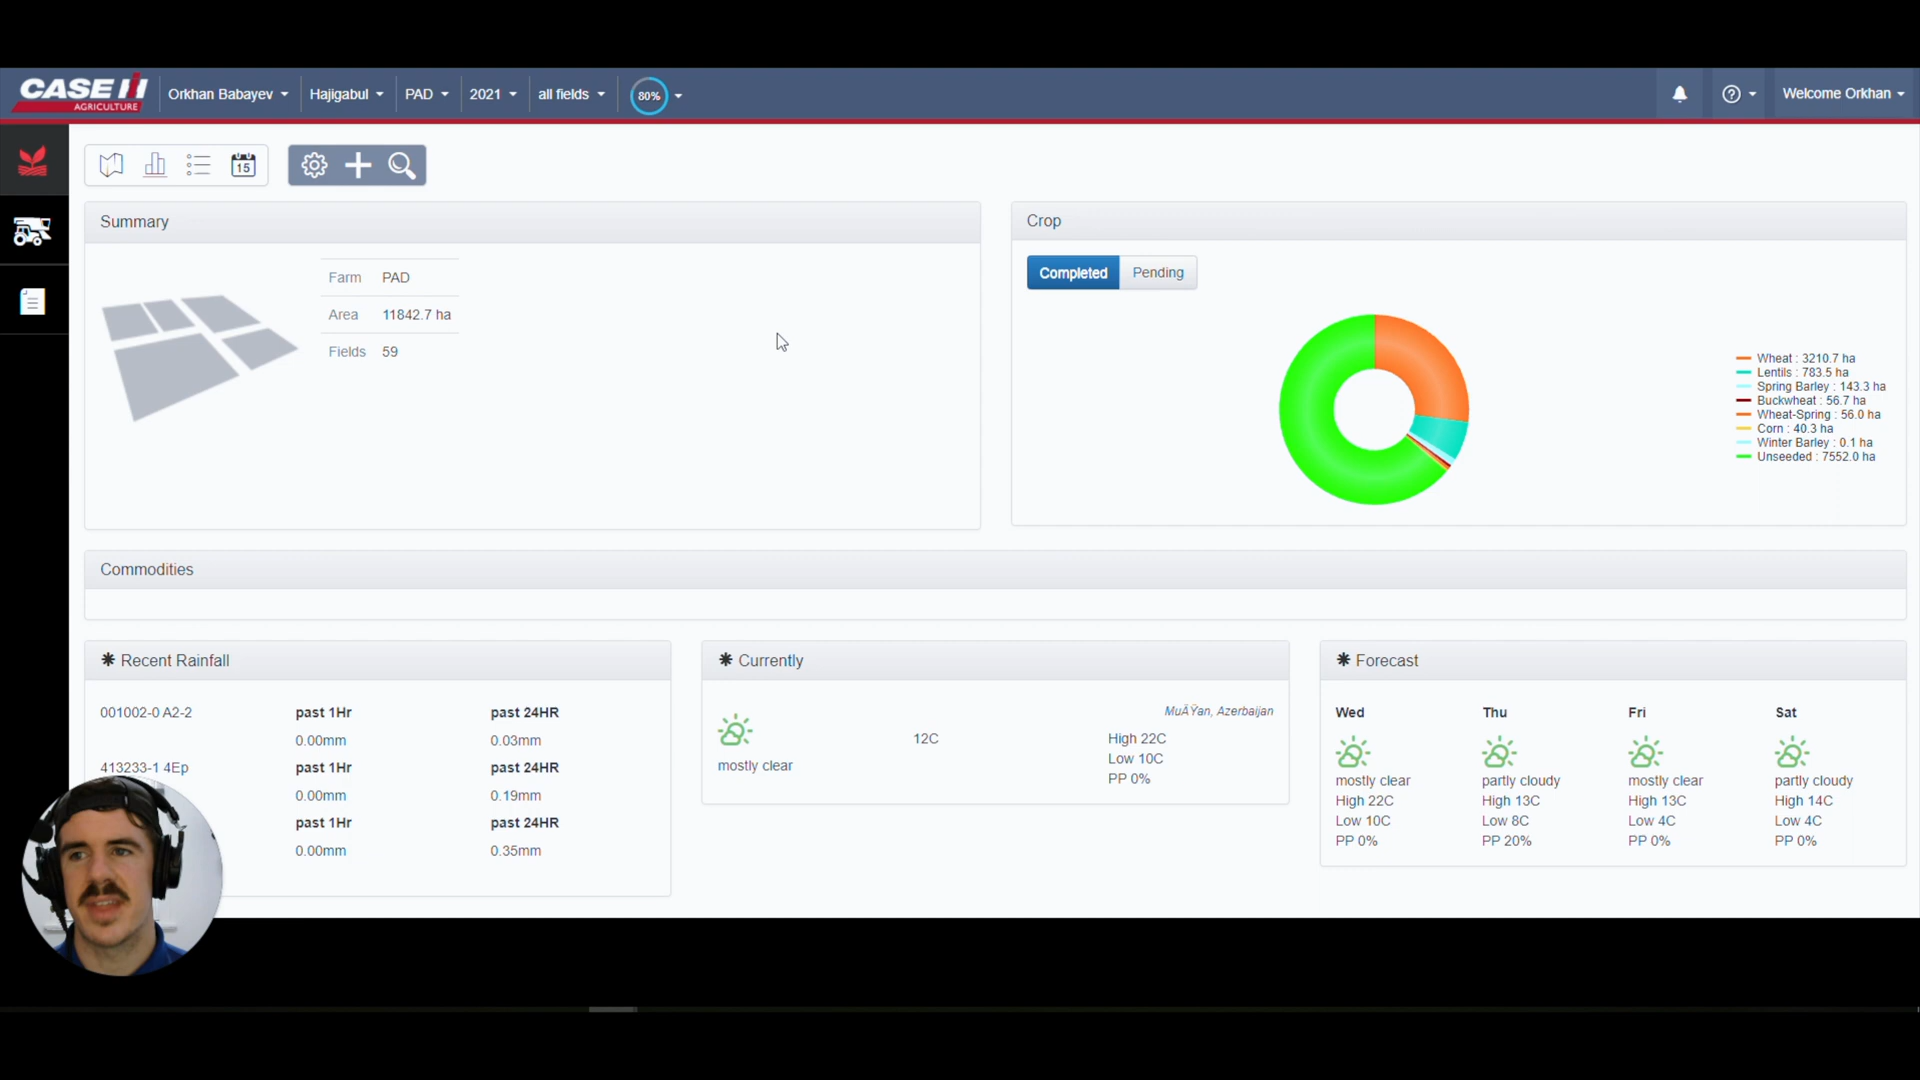 CASE IH
AGRICULTURE
Orkhan Babayev
Hajigabul
PAD
2021
all fields
80%
Welcome Orkhan
15
Summary
Farm PAD
Area 11842.7 ha
Fields 59
Crop
Completed
Pending
Wheat : 3210.7 ha
Lentils : 783.5 ha
Spring Barley : 143.3 ha
Buckwheat : 56.7 ha
Wheat-Spring : 56.0 ha
Corn : 40.3 ha
Winter Barley : 0.1 ha
Unseeded : 7552.0 ha
Commodities
Recent Rainfall
001002-0 A2-2 past 1Hr past 24HR
0.00mm 0.03mm
413233-1 4Ep past 1Hr past 24HR
0.00mm 0.19mm
past 1Hr past 24HR
0.00mm 0.35mm
Currently
MuÄŸan, Azerbaijan
mostly clear
12C
High 22C
Low 10C
PP 0%
Forecast
Wed
mostly clear
High 22C
Low 10C
PP 0%
Thu
partly cloudy
High 13C
Low 8C
PP 20%
Fri
mostly clear
High 13C
Low 4C
PP 0%
Sat
partly cloudy
High 14C
Low 4C
PP 0%